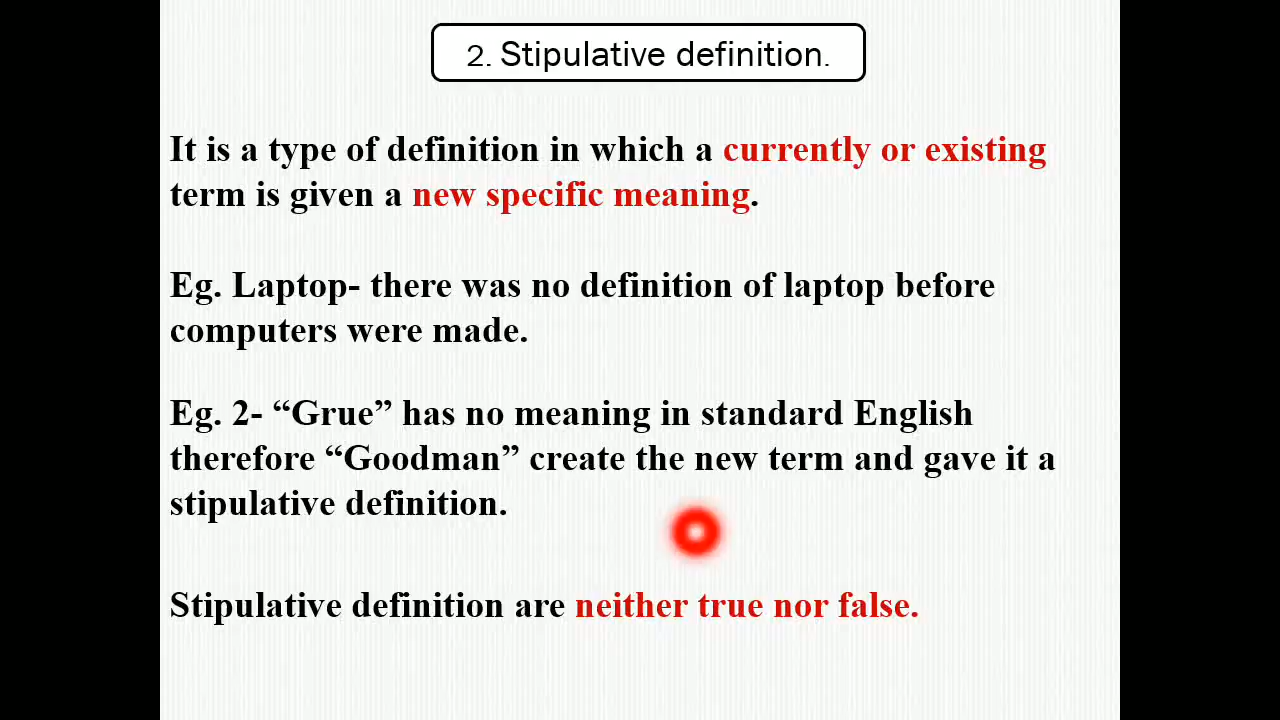 2. Stipulative definition.
It is a type of definition in which a currently or existing
term is given a new specific meaning.
Eg. Laptop- there was no definition of laptop before
computers were made.
Eg. 2- “Grue” has no meaning in standard English
therefore “Goodman” create the new term and gave it a
stipulative definition.
Stipulative definition are neither true nor false.